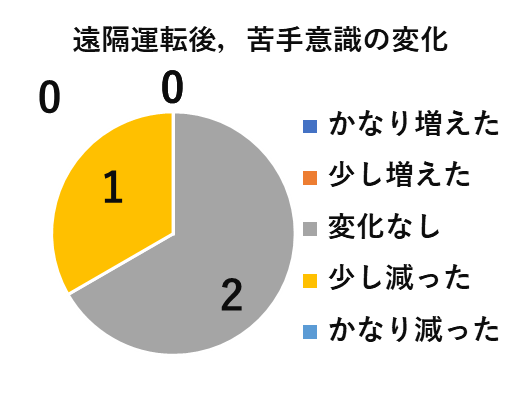 遠隔運転後，苦手意識の変化
0
0
1
2
かなり増えた
少し増えた
変化なし
少し減った
かなり減った